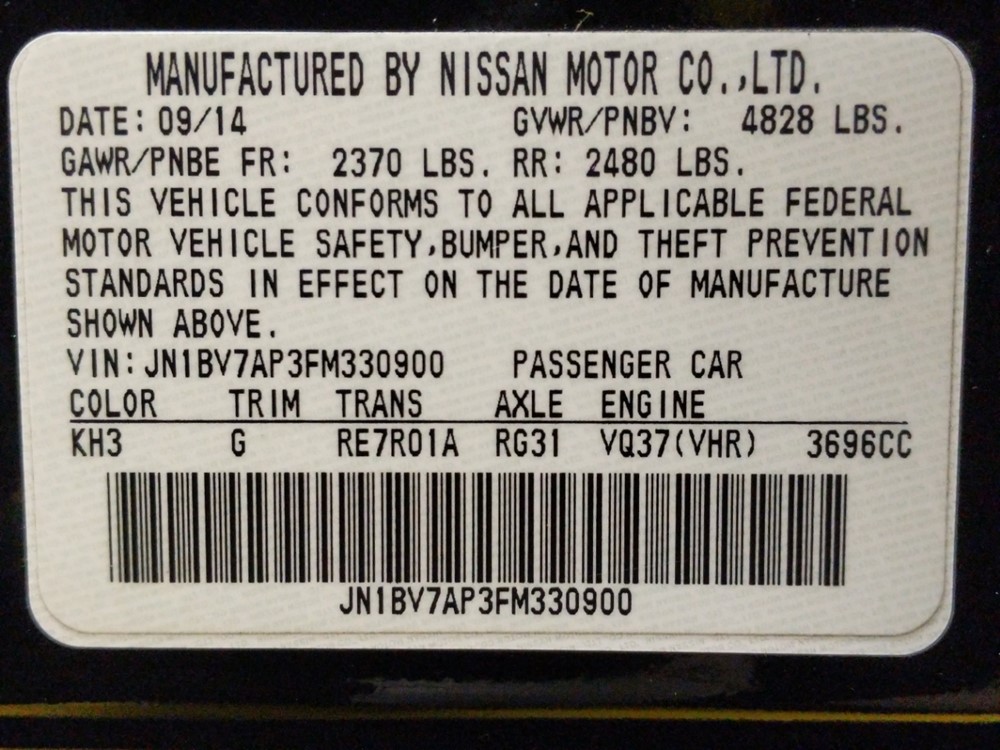 MANUFACTURED BY NISSAN MOTOR CO.,LTD.
DATE: 09/14 GVWR/PNBV: 4828 LBS.
GAWR/PNBE FR: 2370 LBS. RR: 2480 LBS.
THIS VEHICLE CONFORMS TO ALL APPLICABLE FEDERAL
MOTOR VEHICLE SAFETY,BUMPER,AND THEFT PREVENTION
STANDARDS IN EFFECT ON THE DATE OF MANUFACTURE
SHOWN ABOVE.
VIN:JN1BV7AP3FM330900 PASSENGER CAR
COLOR TRIM TRANS AXLE ENGINE
KH3 G RE7R01A RG31 VQ37(VHR) 3696CC
JN1BV7AP3FM330900